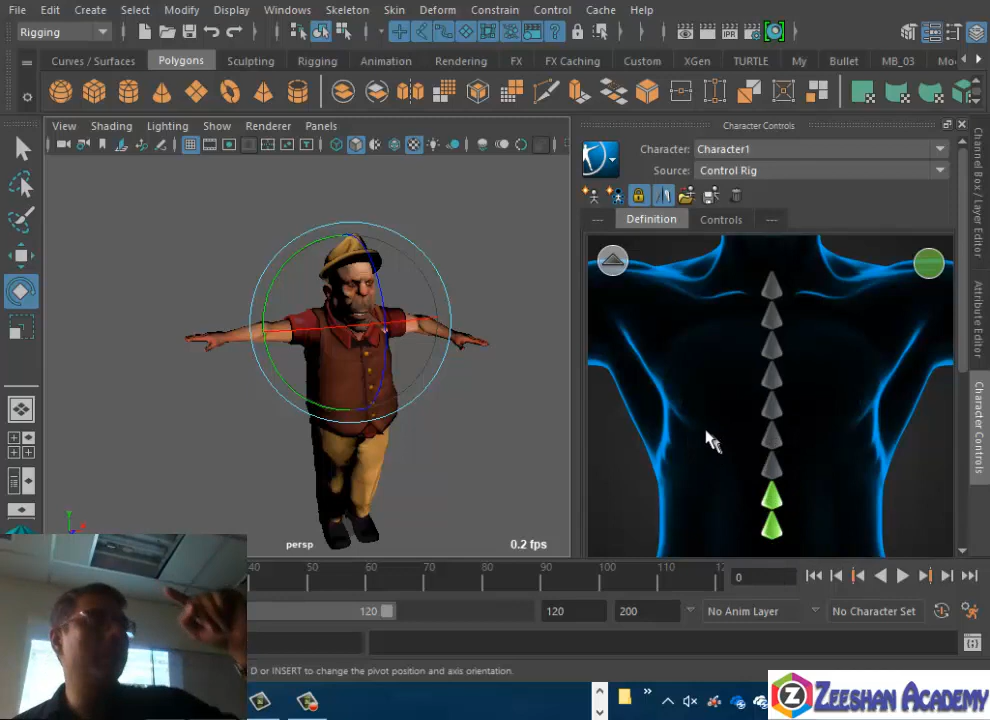 File Edit Create Select Modify Display Windows Skeleton Skin Deform Constrain Control Cache Help
Rigging
IPR
Curves / Surfaces Polygons Sculpting Rigging Animation Rendering FX FX Caching Custom XGen TURTLE My Bullet MB_03
View Shading Lighting Show Renderer Panels
Character Controls
Character: Character1
Source: Control Rig
--- Definition Controls ---
Channel Box / Layer Editor
Attribute Editor
Character Controls
persp
0.2 fps
40 50 60 70 80 90 100 110
0
120 120 200 No Anim Layer No Character Set
D or INSERT to change the pivot position and axis orientation.
ZEESHAN ACADEMY